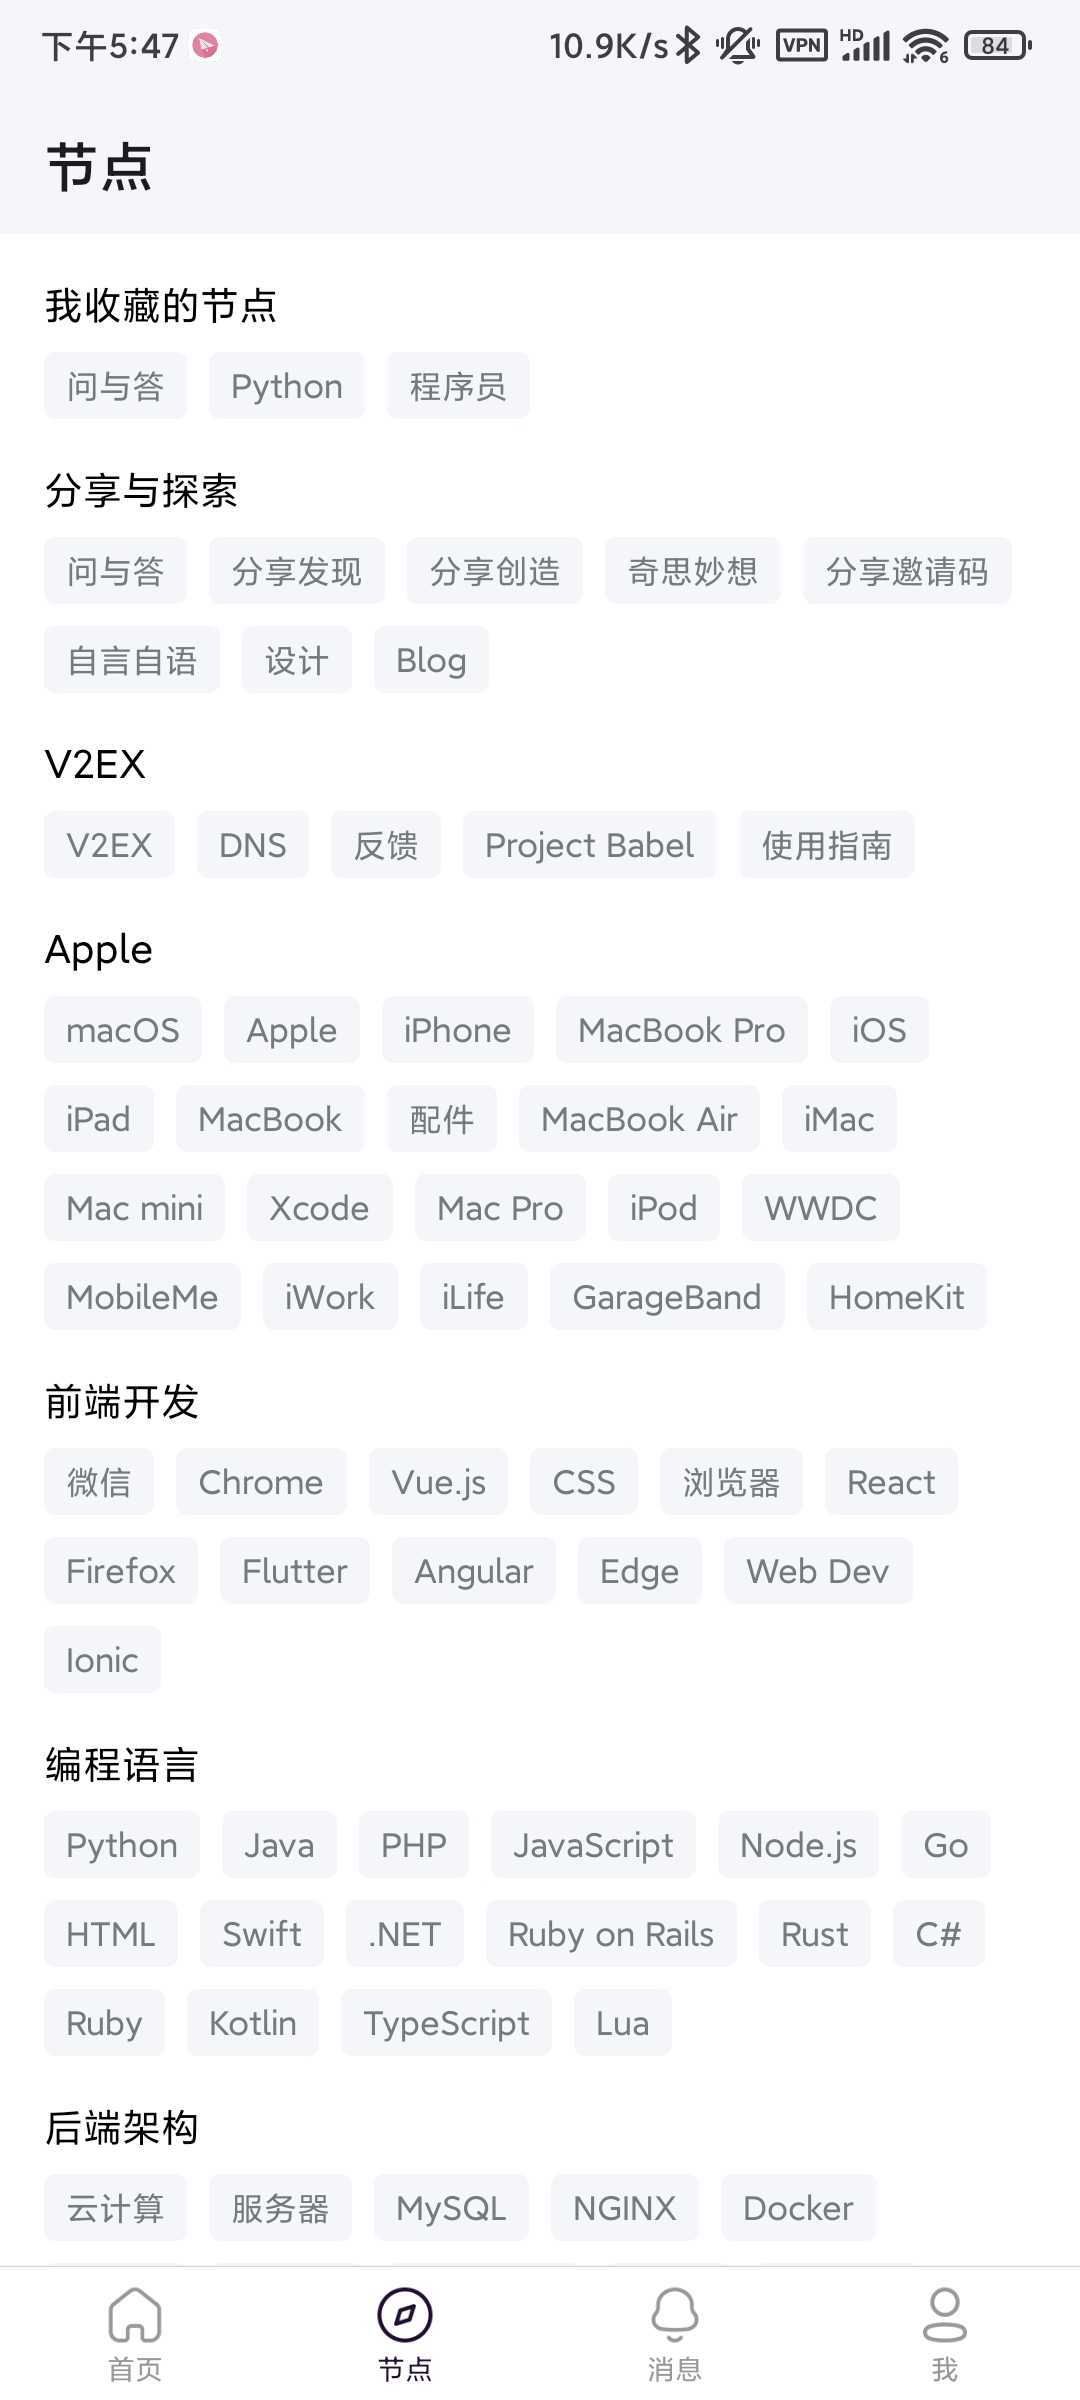 下午5:47 10.9K/s VPN HD 6 84
节点
我收藏的节点
问与答 Python 程序员
分享与探索
问与答 分享发现 分享创造 奇思妙想 分享邀请码
自言自语 设计 Blog
V2EX
V2EX DNS 反馈 Project Babel 使用指南
Apple
macOS Apple iPhone MacBook Pro iOS
iPad MacBook 配件 MacBook Air iMac
Mac mini Xcode Mac Pro iPod WWDC
MobileMe iWork iLife GarageBand HomeKit
前端开发
微信 Chrome Vue.js CSS 浏览器 React
Firefox Flutter Angular Edge Web Dev
Ionic
编程语言
Python Java PHP JavaScript Node.js Go
HTML Swift .NET Ruby on Rails Rust C#
Ruby Kotlin TypeScript Lua
后端架构
云计算 服务器 MySQL NGINX Docker
首页 节点 消息 我